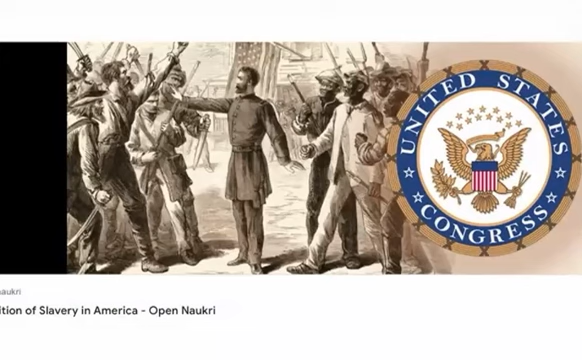 UNITED STATES
CONGRESS
naukri
ition of Slavery in America - Open Naukri